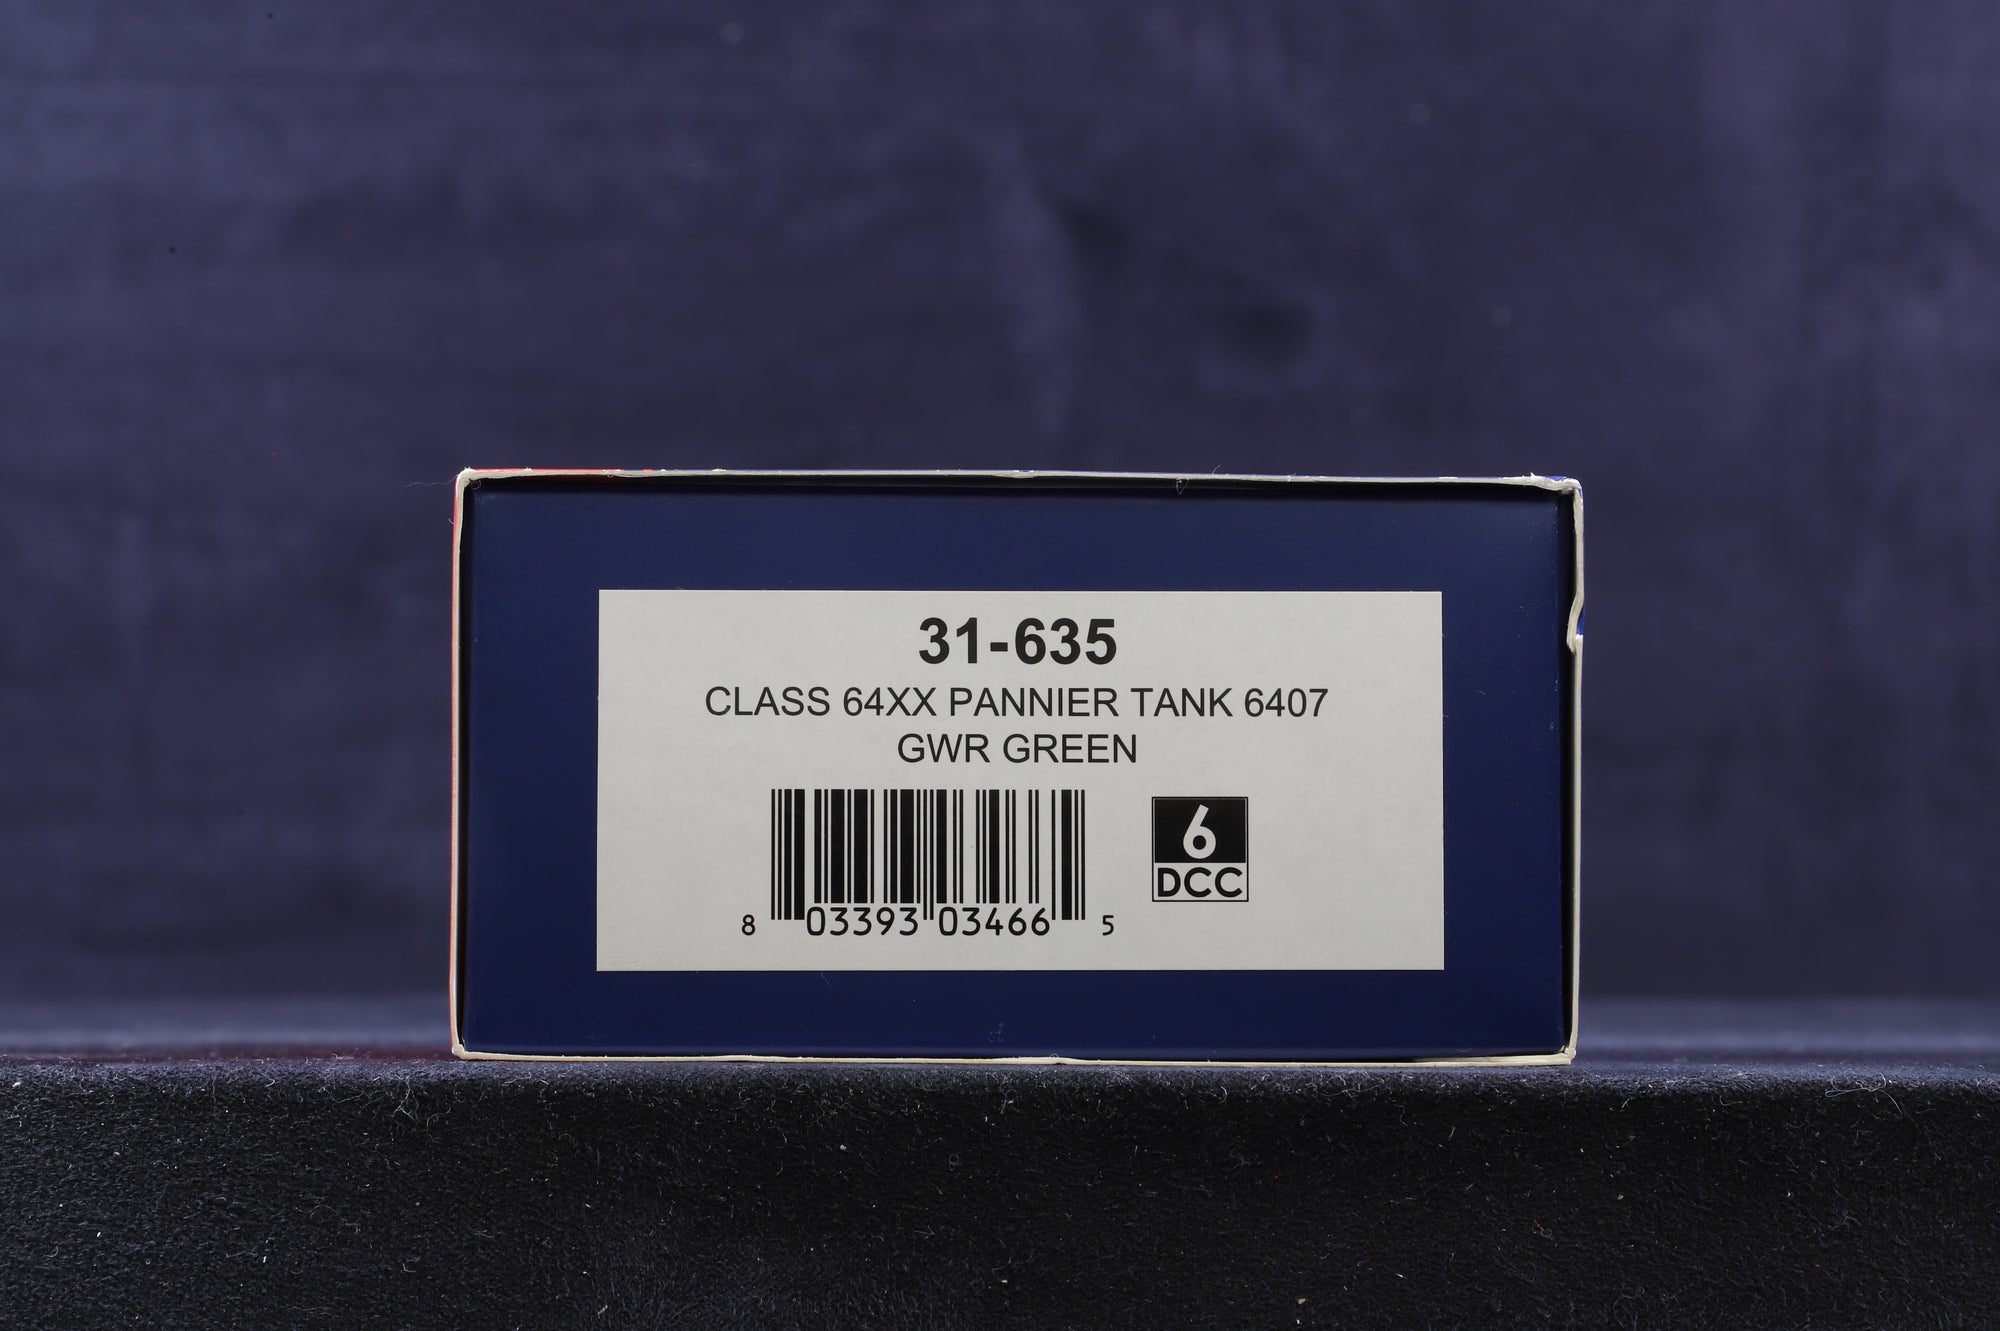 31-635
CLASS 64XX PANNIER TANK 6407
GWR GREEN
6
DCC
8 03393 03466 5